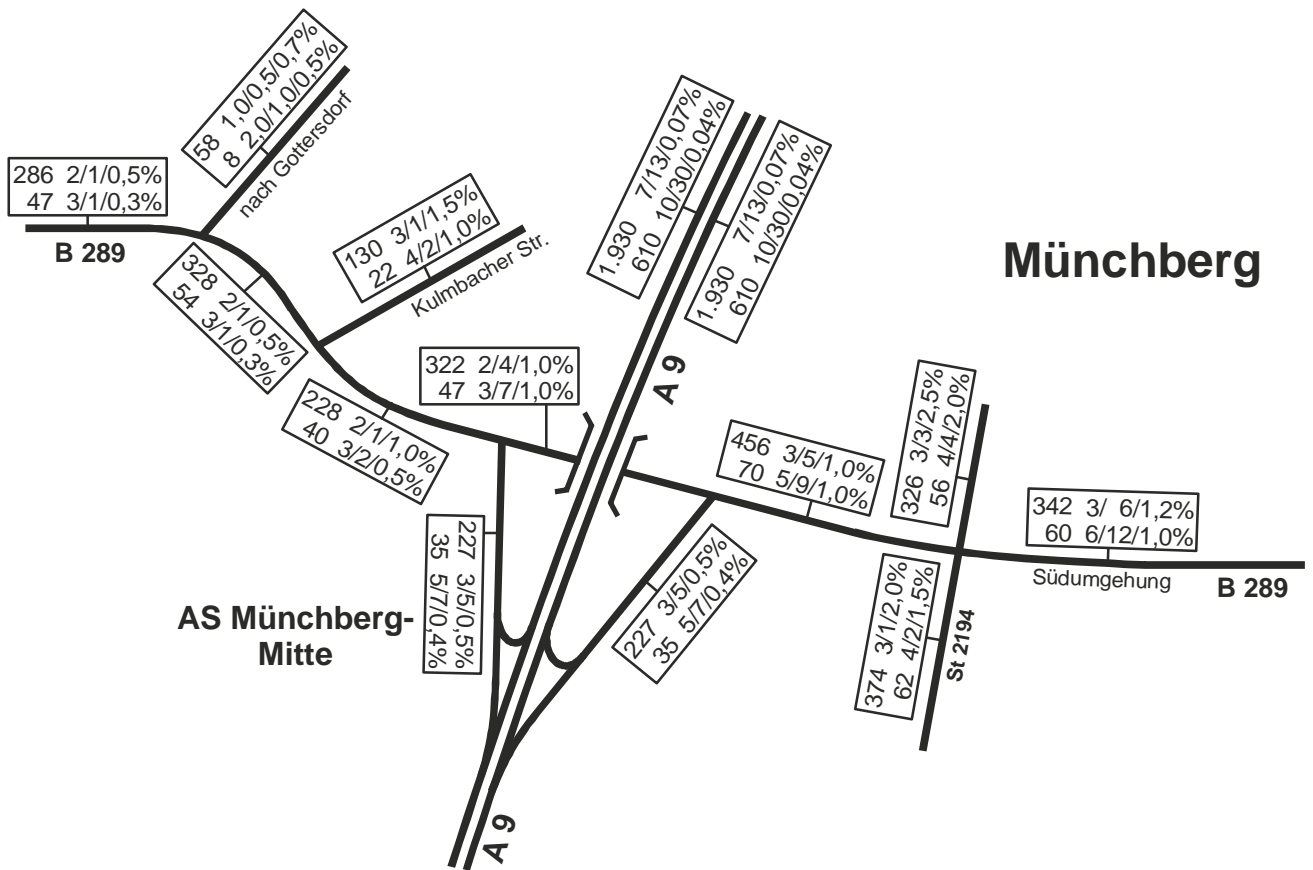 58 1,0/0,5/0,7%
8 2,0/1,0/0,5%
nach Gottersdorf
286 2/1/0,5%
47 3/1/0,3%
B 289
328 2/1/0,5%
54 3/1/0,3%
130 3/1/1,5%
22 4/2/1,0%
Kulmbacher Str.
228 2/1/1,0%
40 3/2/0,5%
322 2/4/1,0%
47 3/7/1,0%
1.930 7/13/0,07%
610 10/30/0,04%
1.930 7/13/0,07%
610 10/30/0,04%
A 9
Münchberg
456 3/5/1,0%
70 5/9/1,0%
326 3/3/2,5%
56 4/4/2,0%
342 3/ 6/1,2%
60 6/12/1,0%
Südumgehung
B 289
227 3/5/0,5%
35 5/7/0,4%
AS Münchberg-
Mitte
227 3/5/0,5%
35 5/7/0,4%
374 3/1/2,0%
62 4/2/1,5%
St 2194
A 9